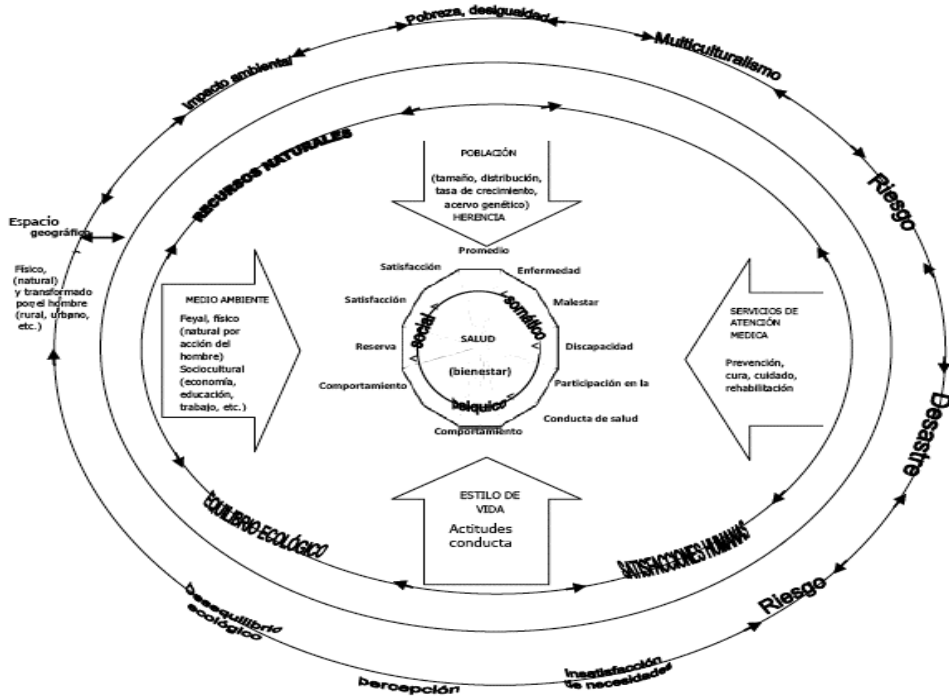 Pobreza, desigualdad
Multiculturalismo
Impacto ambiental
RECURSOS NATURALES
Riesgo
Espacio
geográfico
Físico,
(natural)
y transformado
por el hombre
(rural, urbano,
etc.)
POBLACIÓN
(tamaño, distribución,
tasa de crecimiento,
acervo genético)
HERENCIA
Promedio
Satisfacción
Enfermedad
Satisfacción
Malestar
Reserva
Discapacidad
Comportamiento
Participación en la
Conducta de salud
Comportamiento
social
somático
psiquico
SALUD
(bienestar)
MEDIO AMBIENTE
Feyal, físico
(natural por
acción del
hombre)
Sociocultural
(economía,
educación,
trabajo, etc.)
SERVICIOS DE
ATENCIÓN
MEDICA
Prevención,
cura, cuidado,
rehabilitación
Desastre
ESTILO DE
VIDA
Actitudes
conducta
EQUILIBRIO ECOLÓGICO
SATISFACCIONES HUMANAS
Riesgo
Desequilibrio
ecológico
percepción
Insatisfacción
de necesidades